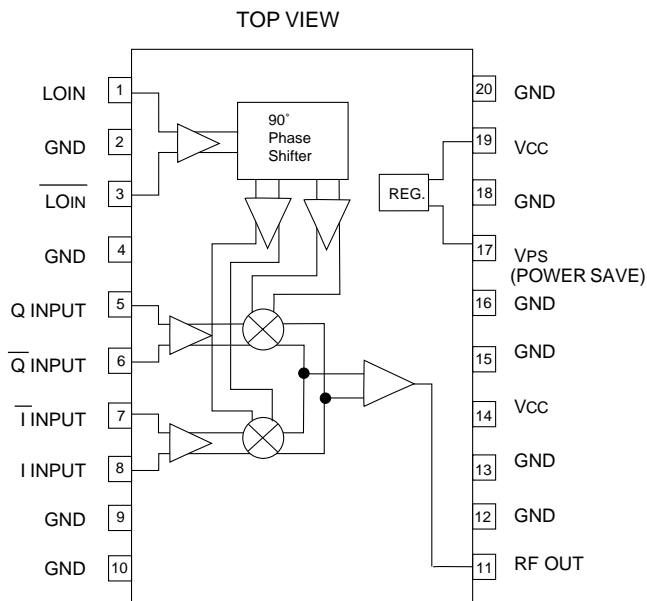 TOP VIEW
LOIN 1
GND 2
LOIN 3
GND 4
Q INPUT 5
Q INPUT 6
I INPUT 7
I INPUT 8
GND 9
GND 10
90°
Phase
Shifter
REG.
20 GND
19 VCC
18 GND
17 VPS
(POWER SAVE)
16 GND
15 GND
14 VCC
13 GND
12 GND
11 RF OUT